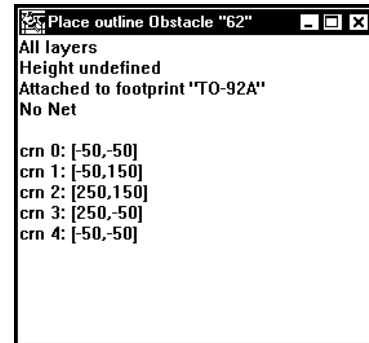 Place outline Obstacle "62"
All layers
Height undefined
Attached to footprint "TO-92A"
No Net
crn 0: [-50,-50]
crn 1: [-50,150]
crn 2: [250,150]
crn 3: [250,-50]
crn 4: [-50,-50]